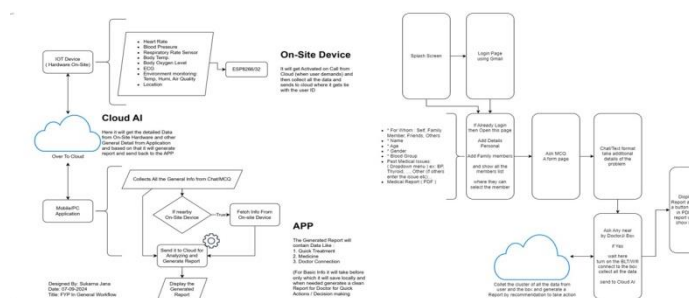 IOT Device
( Hardware On-Site)
Heart Rate
Blood Pressure
Respiratory Rate Sensor
Body Temp
Body Oxygen Level
ECG
Environment monitoring:
Temp, Humi, Air Quality
Location
ESP8266/32
On-Site Device
It will get Activated on Call from
Cloud (when user demands) and
then collect all the data and
sends to cloud where it gets tie
with the user ID
Cloud AI
Here it will get the detailed Data
from On-Site Hardware and other
General Detail from Application
and based on that it will generate
report and send back to the APP
Over To Cloud
Collects All the General Info from Chat/MCQ
Mobile/PC
Application
If nearby
On-Site Device
True
Fetch Info From
On-site Device
Send it to Cloud for
Analyzing and
Generate Report
Display the
Generated
Report
APP
The Generated Report will
contain Data Like
1. Quick Treatment
2. Medicine
3. Doctor Connection
(For Basic Info it will take before
only which it will save locally and
when needed generates a clean
Report for Doctor for Quick
Actions / Decision making
Designed By: Sukarna Jana
Date: 07-09-2024
Title: FYP In General Workflow
Splash Screen
Login Page
using Gmail
* For Whom : Self, Family
Member, Friendly, Others
* Name
* Age
* Gender
* Blood Group
Past Medical Issues
( Dropdown menu ( ex: BP,
Thyroid, ..., Other (if other)
enter the issue etc)
* Medical Report ( PDF )
If Already Login
then Open this page
Add Details
Personal
Add Family members
and show all the
members list
where they can
select the member
Ask MCQ
A form page
Chat/Text format
take additional
details of the
problem
Ask Any near
by Doctor Box
If Yes
wait here
turn on the BLT/Wifi
connect to the box
collect all the data
send to Cloud AI
Collet the cluster of all the data from
user and the box and generate a
Report by recommendation to take action